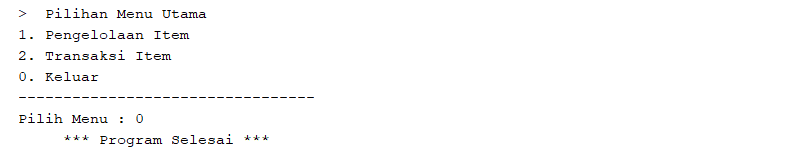 >  Pilihan Menu Utama
1. Pengelolaan Item
2. Transaksi Item
0. Keluar
---------------------------------
Pilih Menu : 0
     *** Program Selesai ***